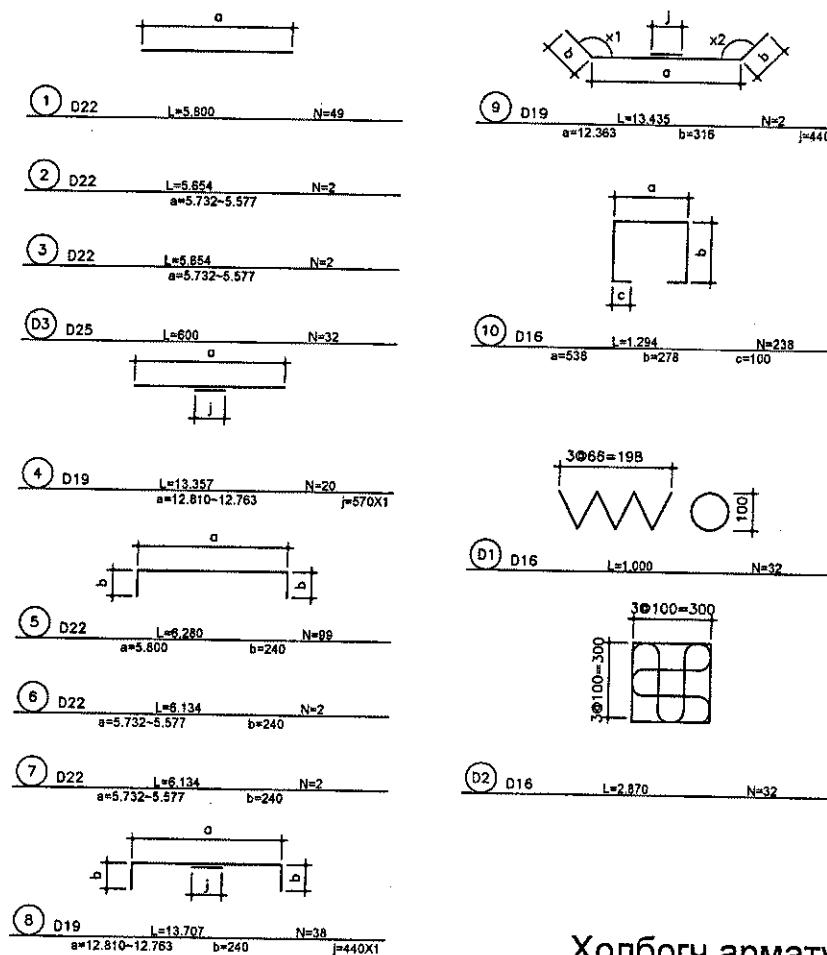 a
1 D22 L=5.800 N=49
2 D22 L=5.654 N=2
a=5.732~5.577
3 D22 L=5.654 N=2
a=5.732~5.577
D3 D25 L=600 N=32
a
j
4 D19 L=13.357 N=20
a=12.810~12.763 j=570X1
a
b b
5 D22 L=6.280 N=99
a=5.800 b=240
6 D22 L=6.134 N=2
a=5.732~5.577 b=240
7 D22 L=6.134 N=2
a=5.732~5.577 b=240
a
b j b
8 D19 L=13.707 N=38
a=12.810~12.763 b=240 j=440X1
j
b x1 x2 b
a
9 D19 L=13.435 N=2
a=12.363 b=316 j=440
a
b
c
10 D16 L=1.294 N=238
a=538 b=278 c=100
3@66=198
100
D1 D16 L=1.000 N=32
3@100=300
3@100=300
D2 D16 L=2.870 N=32
Холбогч